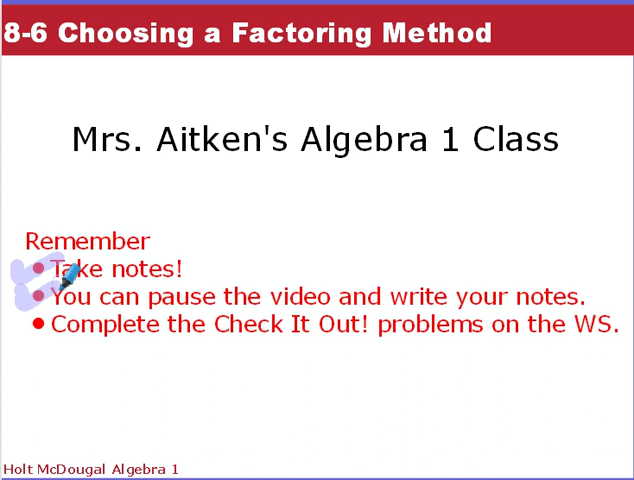 8-6 Choosing a Factoring Method
Mrs. Aitken's Algebra 1 Class
Remember
• Take notes!
• You can pause the video and write your notes.
• Complete the Check It Out! problems on the WS.
Holt McDougal Algebra 1